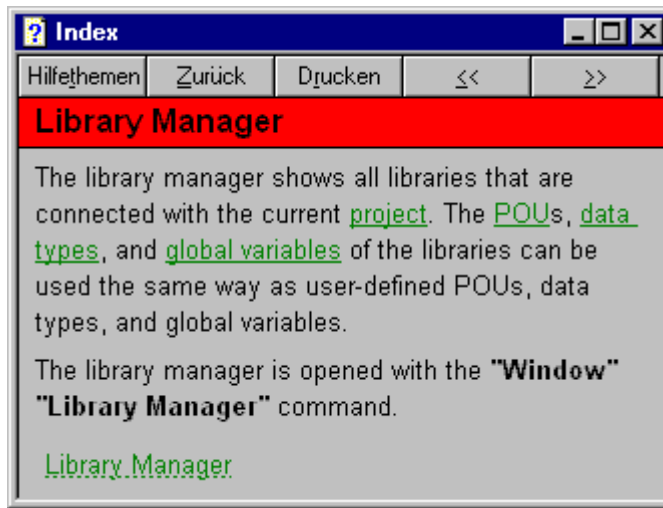 Index
Hilfethemen Zurück Drucken << >>
Library Manager
The library manager shows all libraries that are
connected with the current project. The POUs, data
types, and global variables of the libraries can be
used the same way as user-defined POUs, data
types, and global variables.
The library manager is opened with the "Window"
"Library Manager" command.
Library Manager